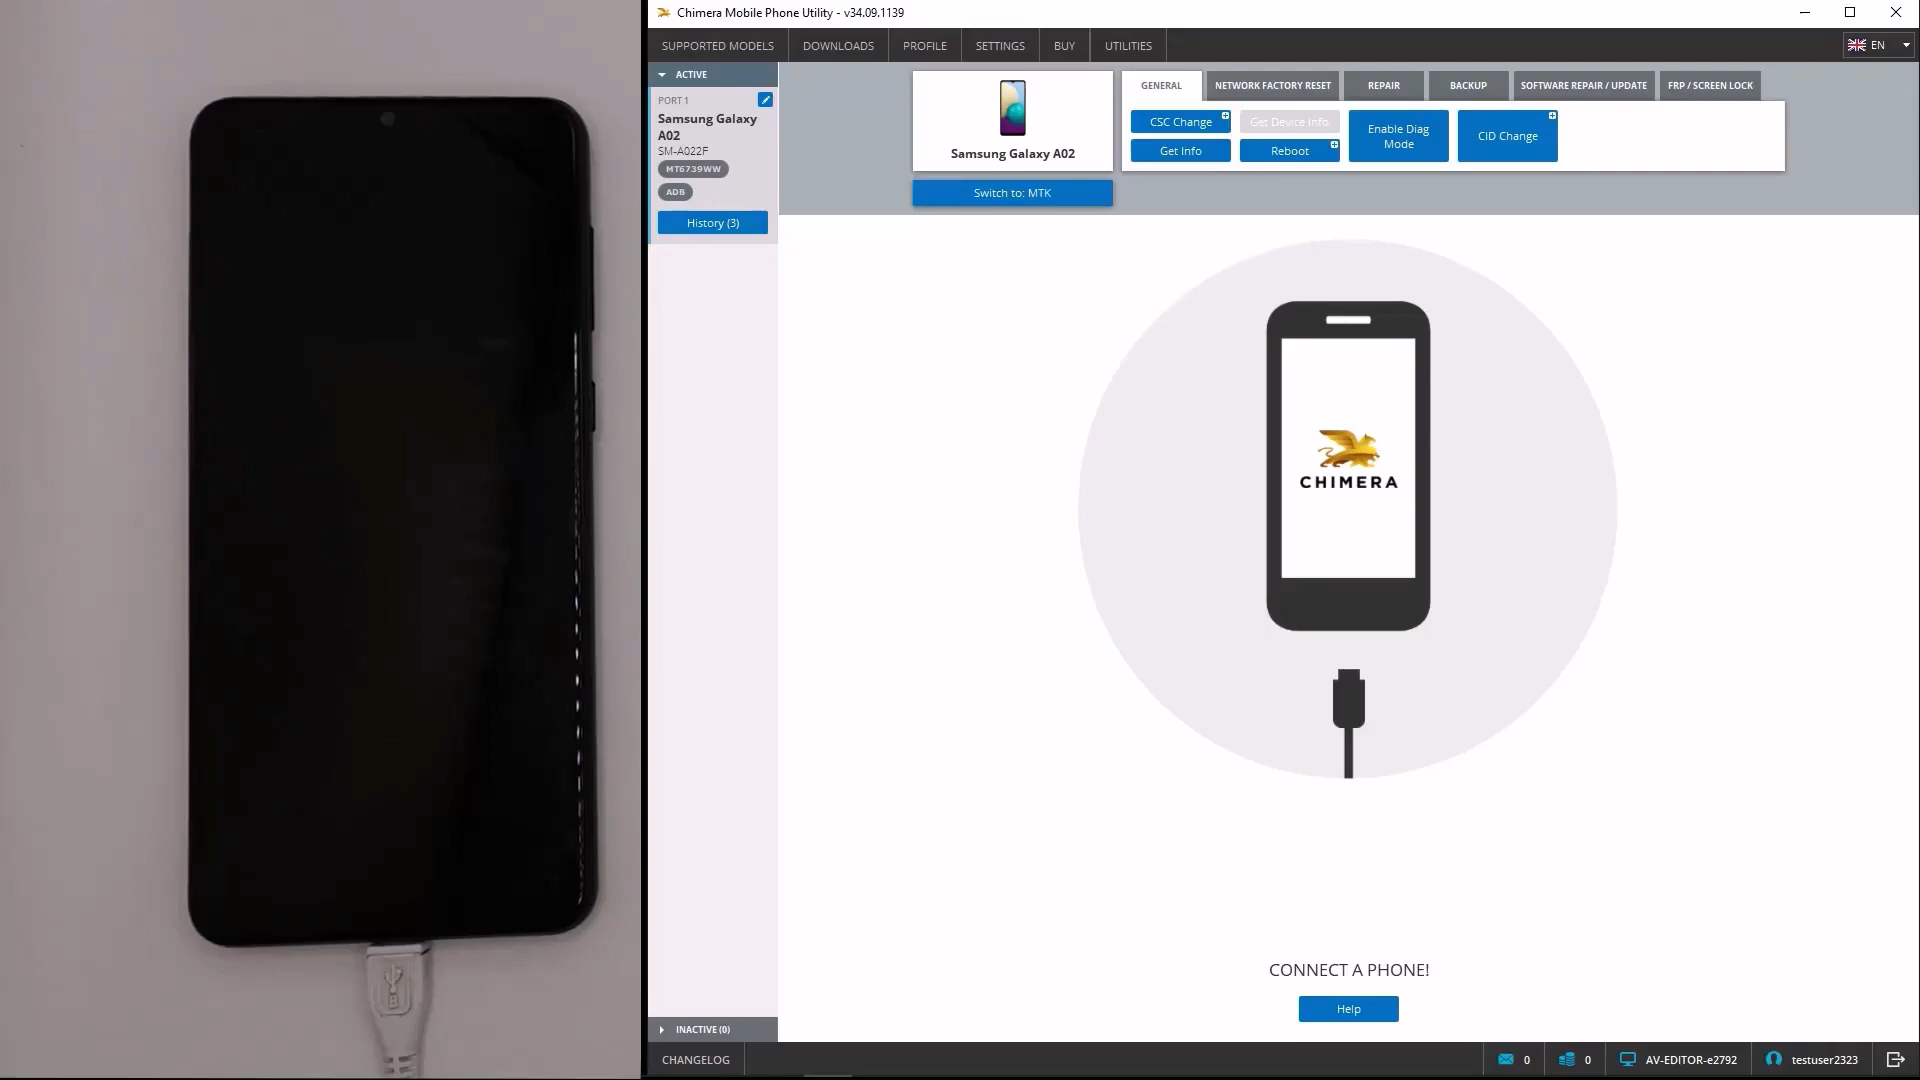 Chimera Mobile Phone Utility - v34.09.1139
SUPPORTED MODELS DOWNLOADS PROFILE SETTINGS BUY UTILITIES EN
ACTIVE
PORT 1
Samsung Galaxy
A02
SM-A022F
MT6739WW
ADB
History (3)
Samsung Galaxy A02
Switch to: MTK
GENERAL NETWORK FACTORY RESET REPAIR BACKUP SOFTWARE REPAIR / UPDATE FRP / SCREEN LOCK
CSC Change Get Device Info
Get Info Reboot
Enable Diag
Mode
CID Change
CHIMERA
CONNECT A PHONE!
Help
INACTIVE (0)
CHANGELOG 0 0 AV-EDITOR-e2792 testuser2323
B